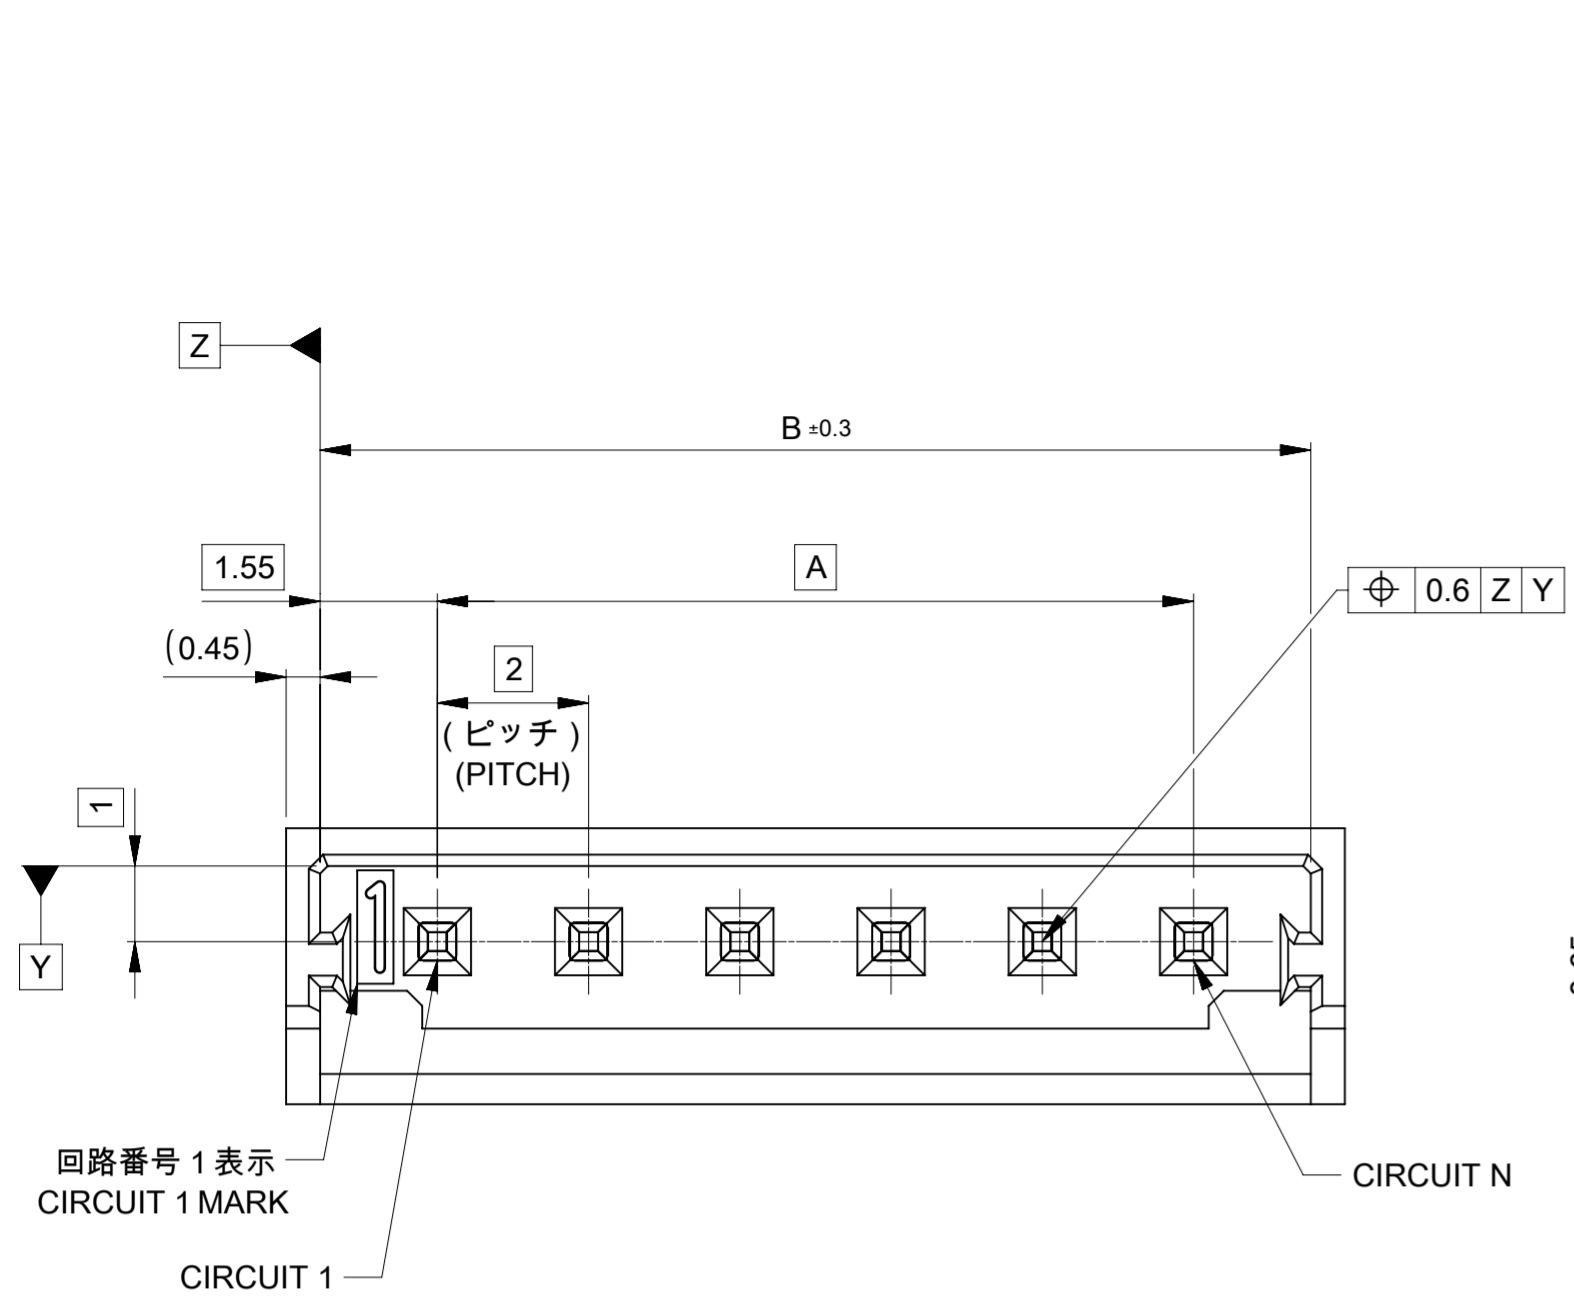 Z
B ±0.3
1.55
A
0.6 Z Y
(0.45)
2
( ピッチ )
(PITCH)
1
1
Y
回路番号 1 表示
CIRCUIT 1 MARK
CIRCUIT N
CIRCUIT 1